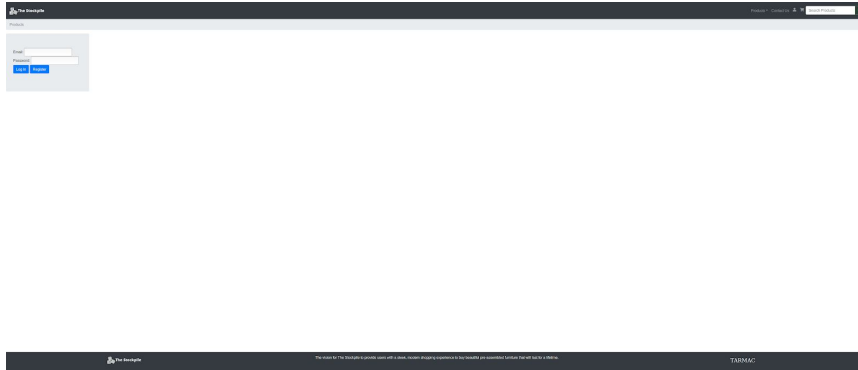 The Stockpile
Products Contact Us Search Products
Products
Email:
Password:
Log In Register
The Stockpile
The vision for The Stockpile to provide users with a sleek, modern shopping experience to buy beautiful pre-assembled furniture that will last for a lifetime.
TARMAC